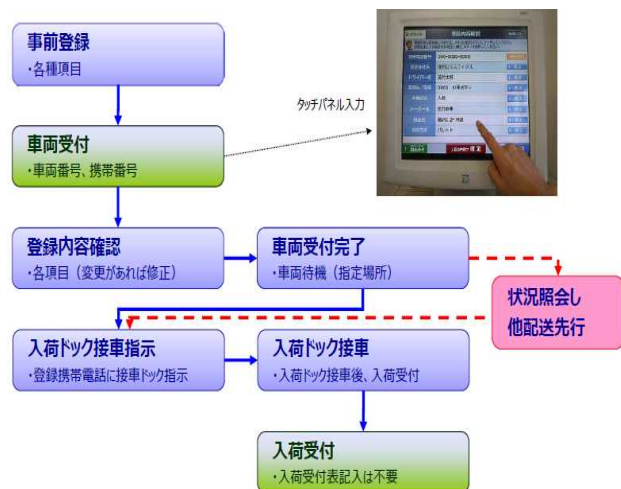 事前登録
・各種項目
タッチパネル入力
車両受付
・車両番号、携帯番号
登録内容確認
・各項目（変更があれば修正）
車両受付完了
・車両待機（指定場所）
状況照会し
他配送先行
入荷ドック接車指示
・登録携帯電話に接車ドック指示
入荷ドック接車
・入荷ドック接車後、入荷受付
入荷受付
・入荷受付表記入は不要